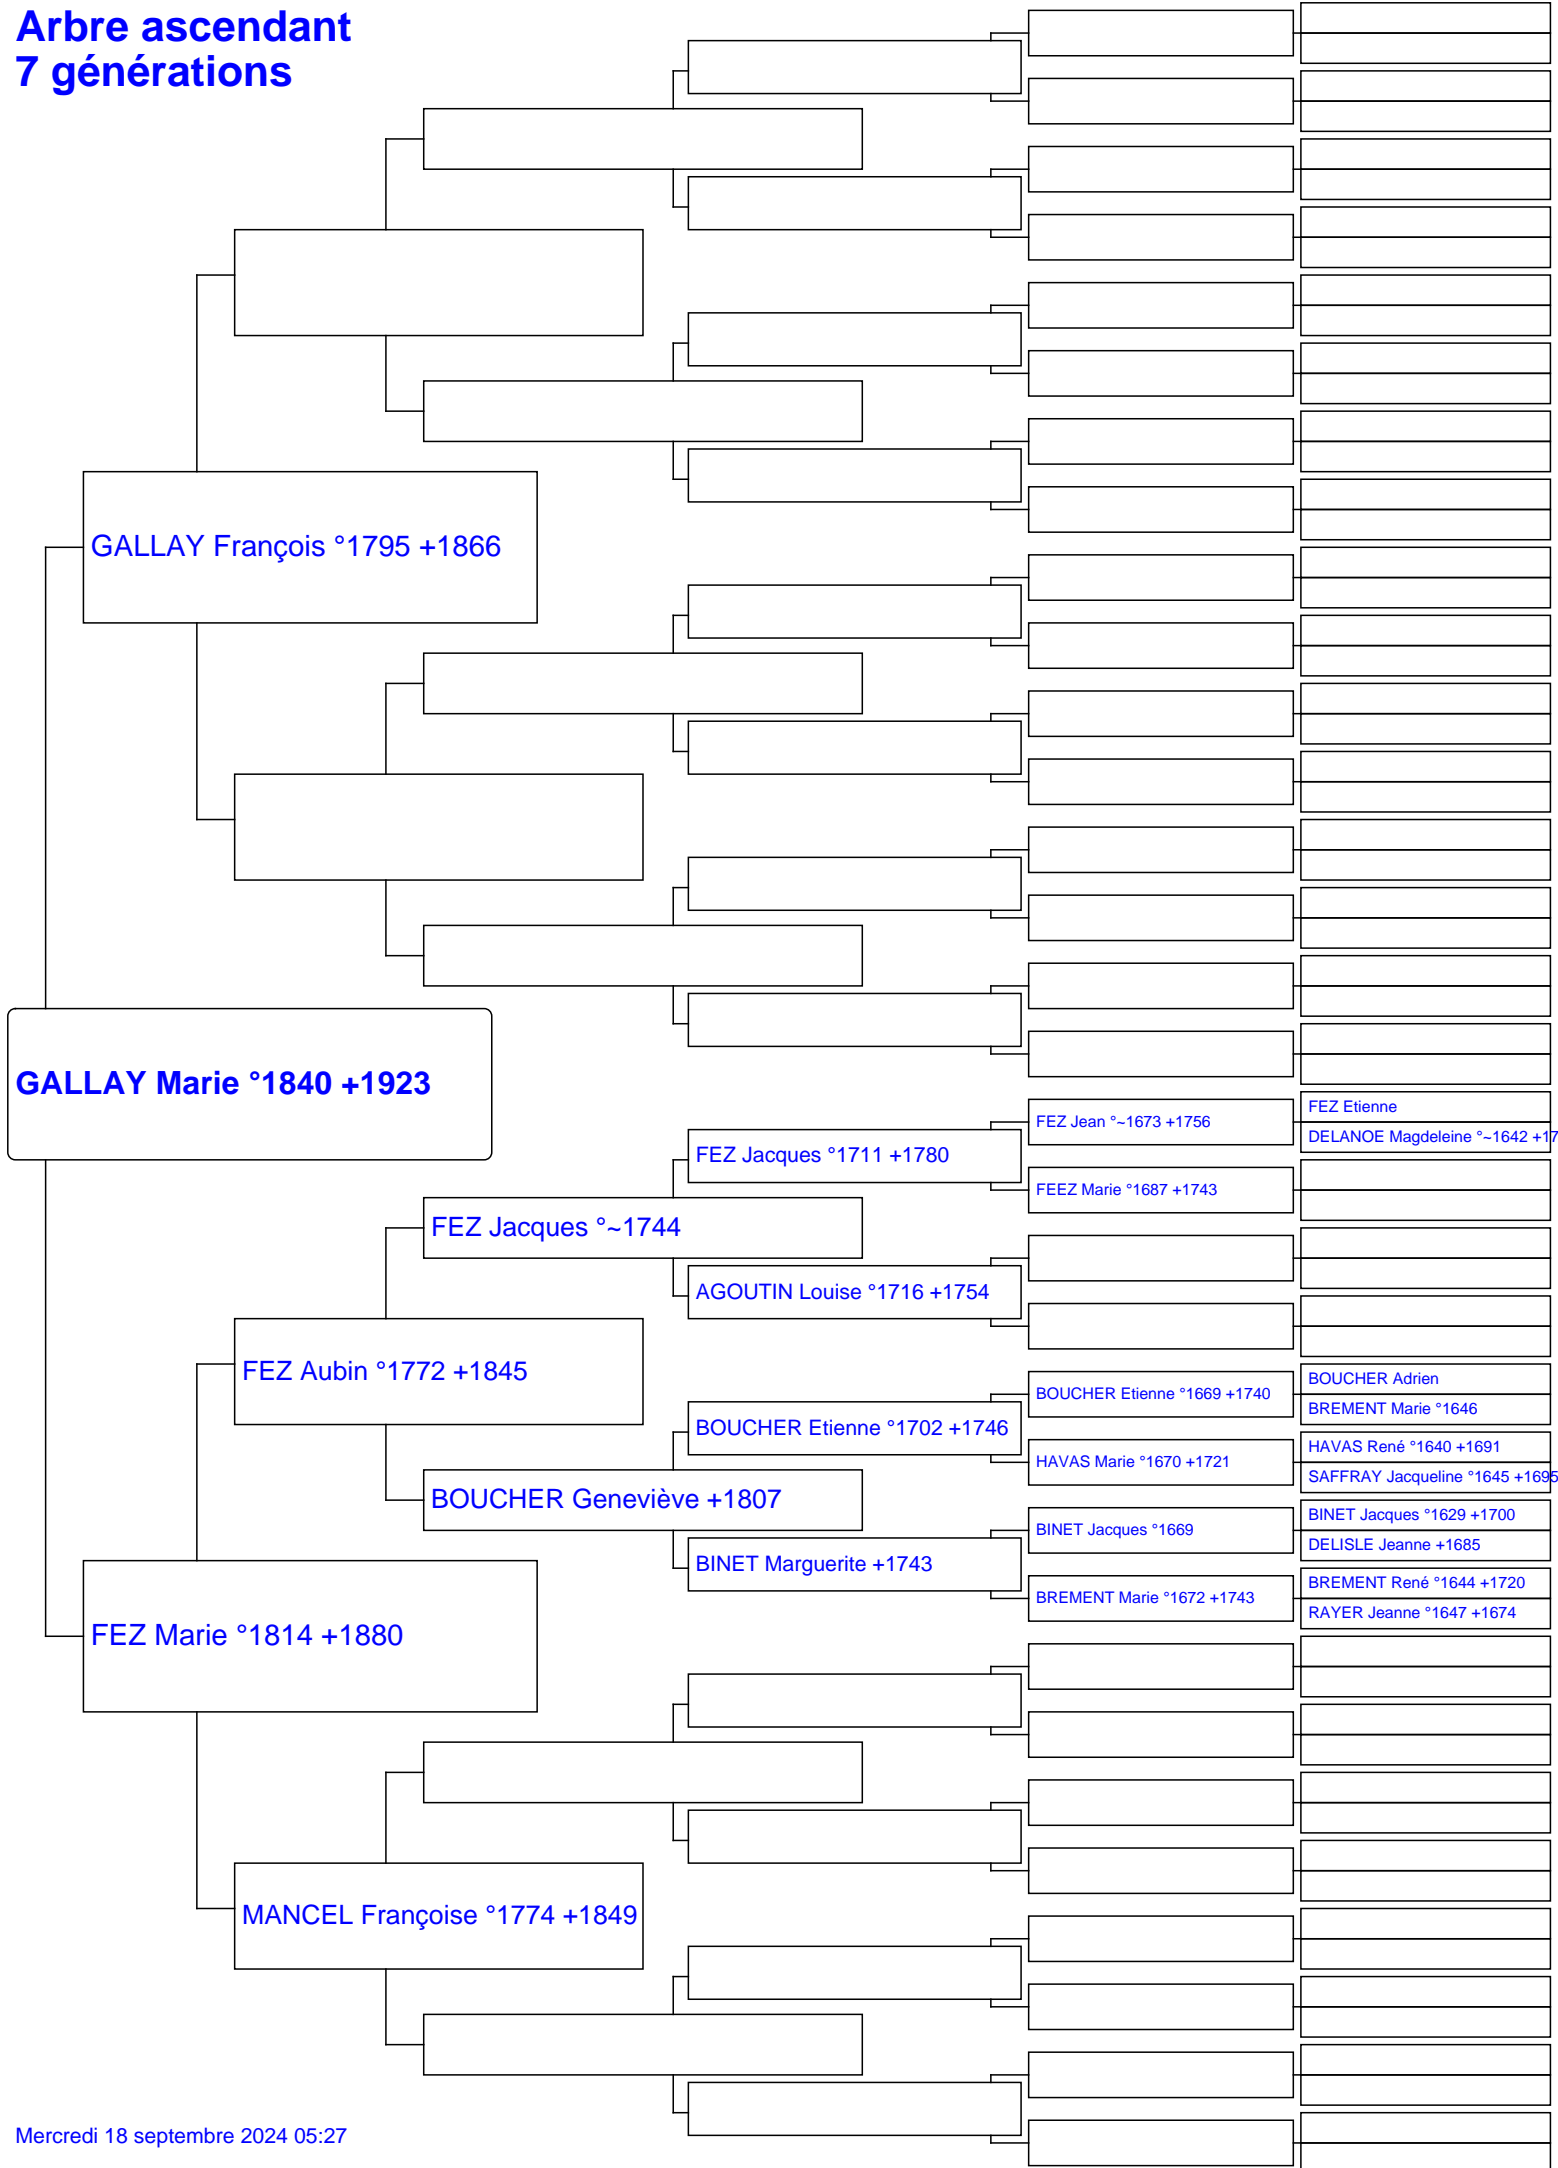 Arbre ascendant
7 générations
GALLAY François °1795 +1866
GALLAY Marie °1840 +1923
FEZ Etienne
FEZ Jean °~1673 +1756
DELANOE Magdeleine °~1642 +17
FEZ Jacques °1711 +1780
FEEZ Marie °1687 +1743
FEZ Jacques °~1744
AGOUTIN Louise °1716 +1754
FEZ Aubin °1772 +1845
BOUCHER Adrien
BOUCHER Etienne °1669 +1740
BREMENT Marie °1646
BOUCHER Etienne °1702 +1746
HAVAS René °1640 +1691
HAVAS Marie °1670 +1721
SAFFRAY Jacqueline °1645 +1695
BOUCHER Geneviève +1807
BINET Jacques °1629 +1700
BINET Jacques °1669
DELISLE Jeanne +1685
BINET Marguerite +1743
BREMENT René °1644 +1720
BREMENT Marie °1672 +1743
RAYER Jeanne °1647 +1674
FEZ Marie °1814 +1880
MANCEL Françoise °1774 +1849
Mercredi 18 septembre 2024 05:27